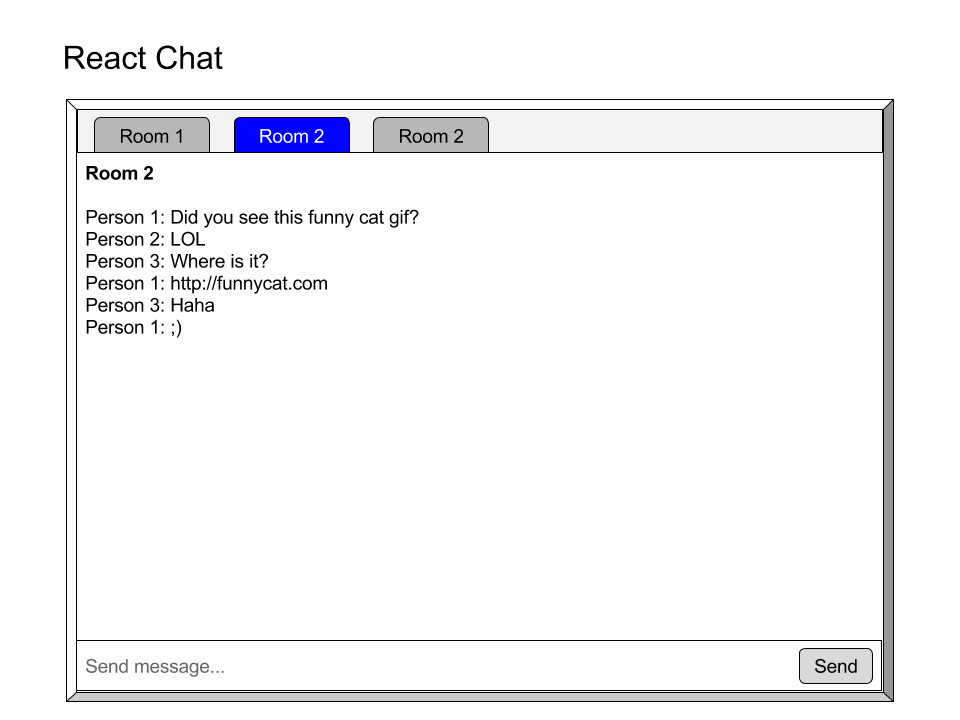 React Chat
Room 1 Room 2 Room 2
Room 2
Person 1: Did you see this funny cat gif?
Person 2: LOL
Person 3: Where is it?
Person 1: http://funnycat.com
Person 3: Haha
Person 1: ;)
Send message... Send